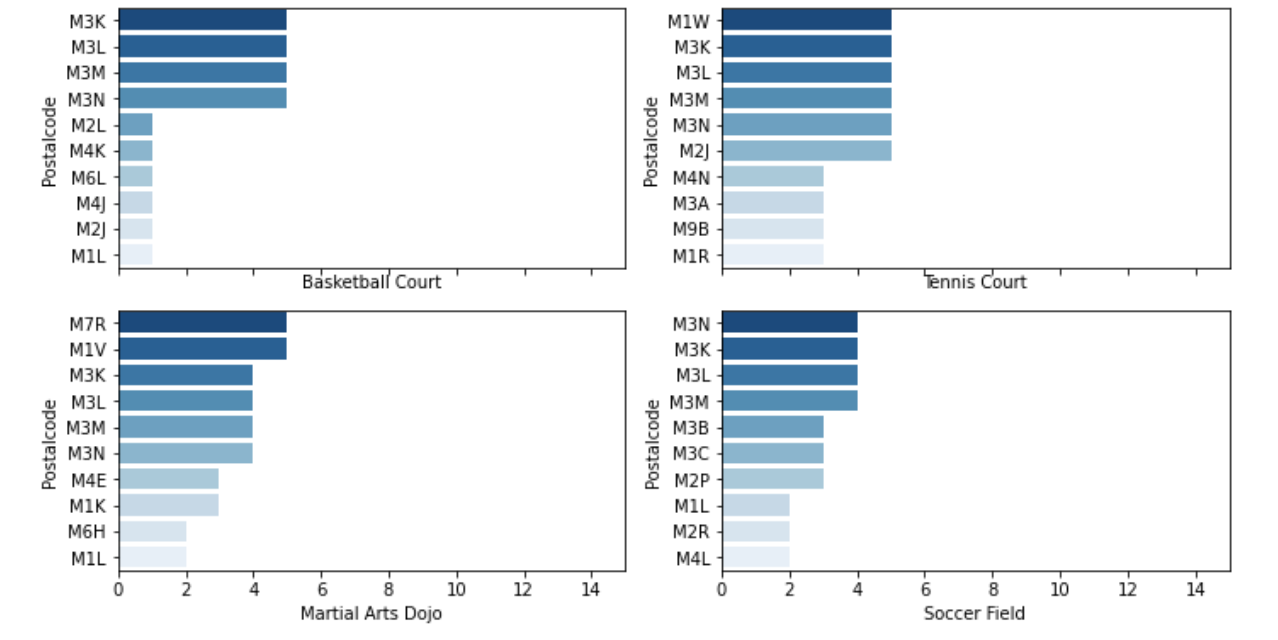 M3K
M3L
M3M
M3N
M2L
M4K
M6L
M4J
M2J
M1L
Postalcode
Basketball Court
M1W
M3K
M3L
M3M
M3N
M2J
M4N
M3A
M9B
M1R
Postalcode
Tennis Court
M7R
M1V
M3K
M3L
M3M
M3N
M4E
M1K
M6H
M1L
Postalcode
0 2 4 6 8 10 12 14
Martial Arts Dojo
M3N
M3K
M3L
M3M
M3B
M3C
M2P
M1L
M2R
M4L
Postalcode
0 2 4 6 8 10 12 14
Soccer Field